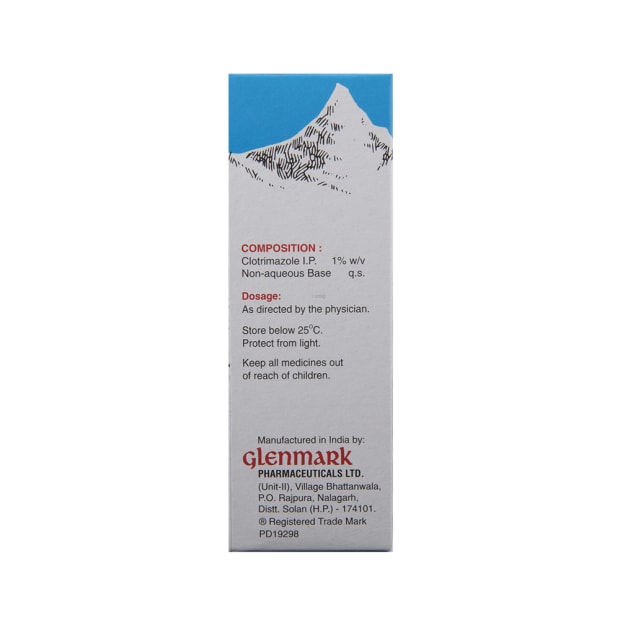 COMPOSITION :
Clotrimazole I.P. 1% w/v
Non-aqueous Base q.s.
Dosage:
As directed by the physician.
Store below 25°C.
Protect from light.
Keep all medicines out
of reach of children.
Manufactured in India by:
Glenmark
PHARMACEUTICALS LTD.
(Unit-II), Village Bhattanwala,
P.O. Rajpura, Nalagarh,
Distt. Solan (H.P.) - 174101.
® Registered Trade Mark
PD19298